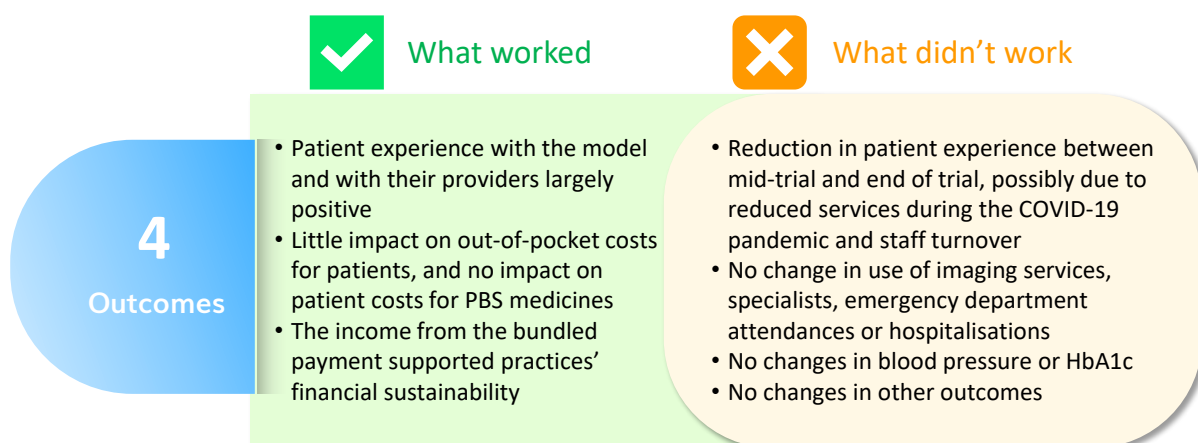 What worked
What didn't work
4
Outcomes
• Patient experience with the model
and with their providers largely
positive
• Little impact on out-of-pocket costs
for patients, and no impact on
patient costs for PBS medicines
• The income from the bundled
payment supported practices'
financial sustainability
• Reduction in patient experience between
mid-trial and end of trial, possibly due to
reduced services during the COVID-19
pandemic and staff turnover
• No change in use of imaging services,
specialists, emergency department
attendances or hospitalisations
• No changes in blood pressure or HbA1c
• No changes in other outcomes